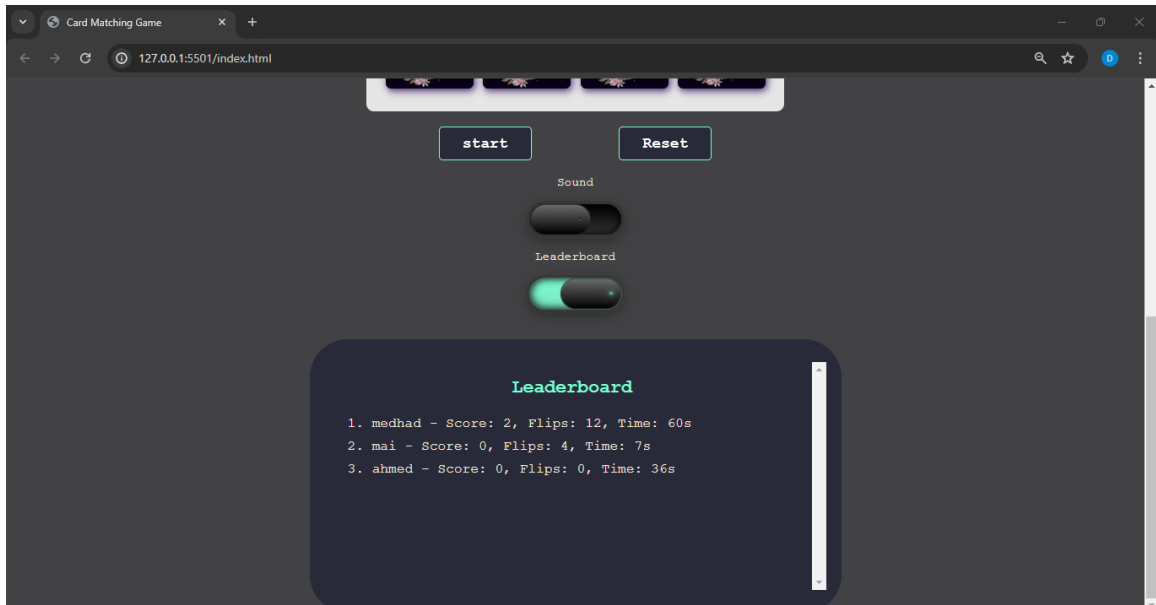 Card Matching Game
127.0.0.1:5501/index.html
D
start Reset
Sound
Leaderboard
Leaderboard
1. medhad - Score: 2, Flips: 12, Time: 60s
2. mai - Score: 0, Flips: 4, Time: 7s
3. ahmed - Score: 0, Flips: 0, Time: 36s